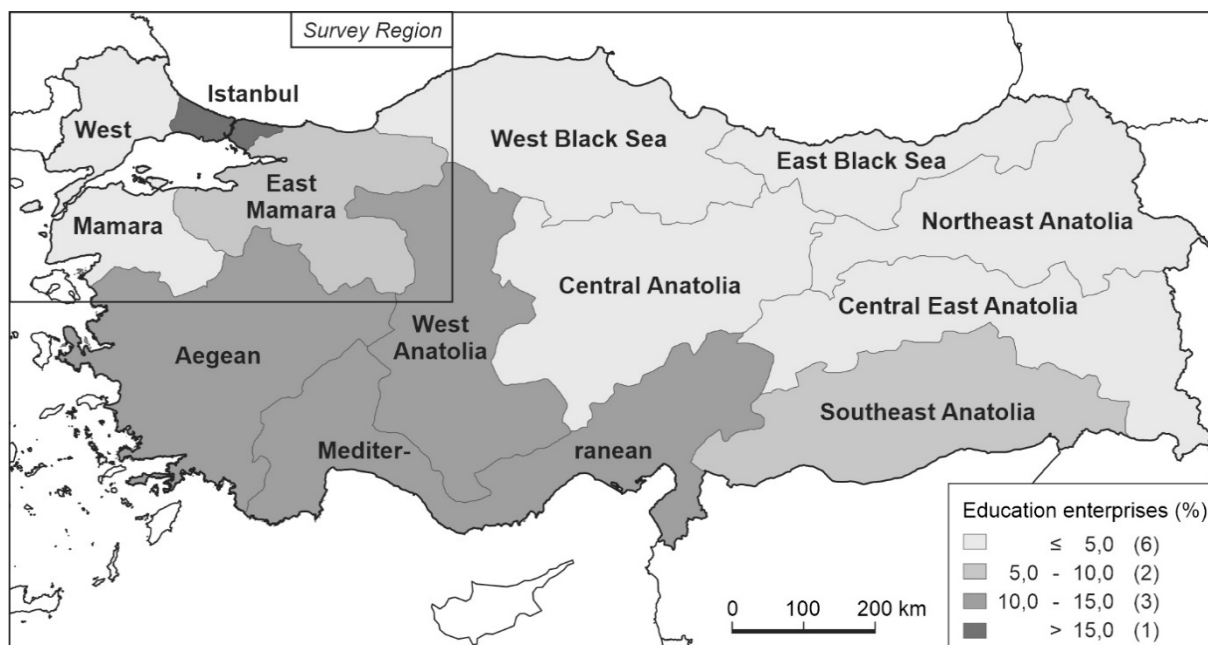 Survey Region
Istanbul
West
Mamara
East
Mamara
West Black Sea
East Black Sea
Northeast Anatolia
Central Anatolia
Central East Anatolia
West
Anatolia
Aegean
Southeast Anatolia
Mediter-
ranean
Education enterprises (%)
≤ 5,0 (6)
5,0 - 10,0 (2)
10,0 - 15,0 (3)
> 15,0 (1)
0 100 200 km